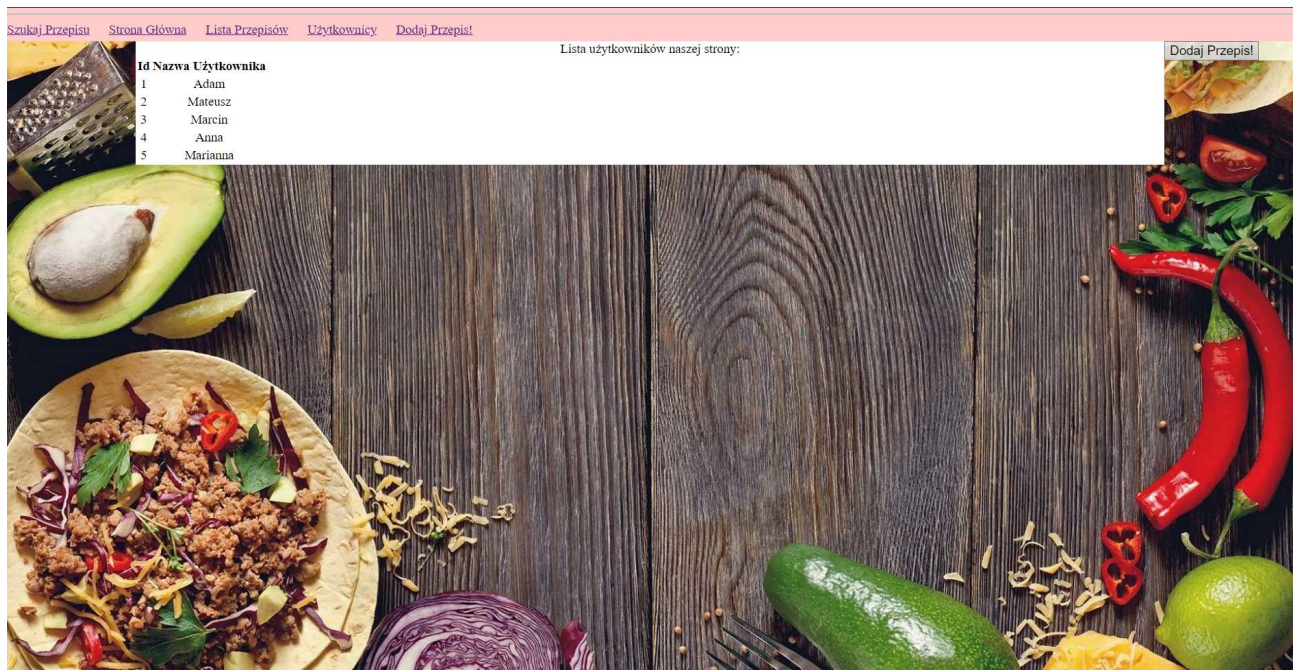 Szukaj Przepisu Strona Główna Lista Przepisów Użytkownicy Dodaj Przepis!
Lista użytkowników naszej strony:
Dodaj Przepis!
Id Nazwa Użytkownika
1 Adam
2 Mateusz
3 Marcin
4 Anna
5 Marianna